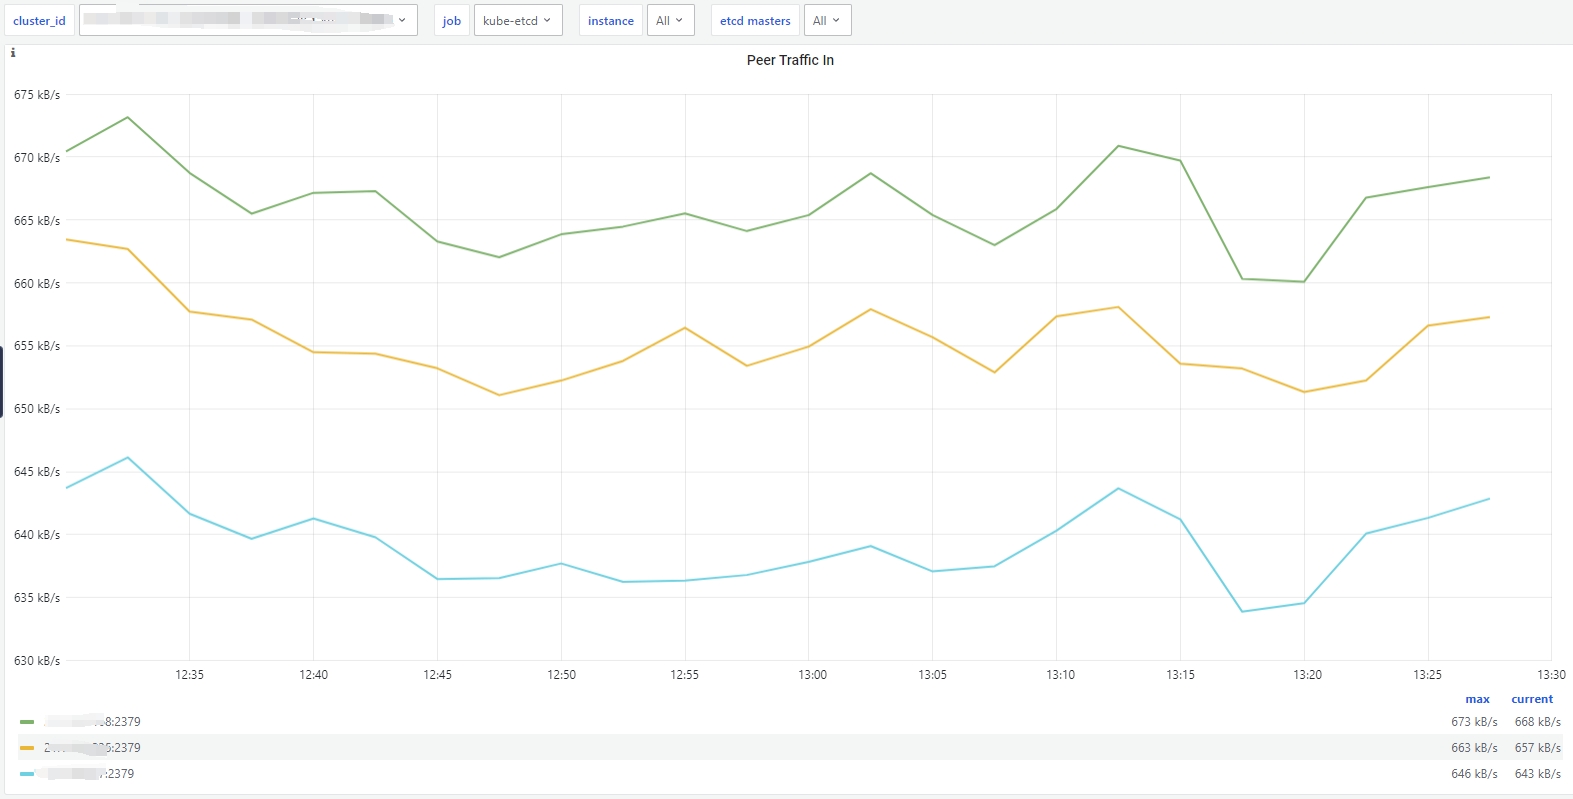 cluster_id job kube-etcd instance All etcd masters All
i
Peer Traffic In
675 kB/s
670 kB/s
665 kB/s
660 kB/s
655 kB/s
650 kB/s
645 kB/s
640 kB/s
635 kB/s
630 kB/s
12:35 12:40 12:45 12:50 12:55 13:00 13:05 13:10 13:15 13:20 13:25 13:30
max current
8:2379 673 kB/s 668 kB/s
:2379 663 kB/s 657 kB/s
:2379 646 kB/s 643 kB/s